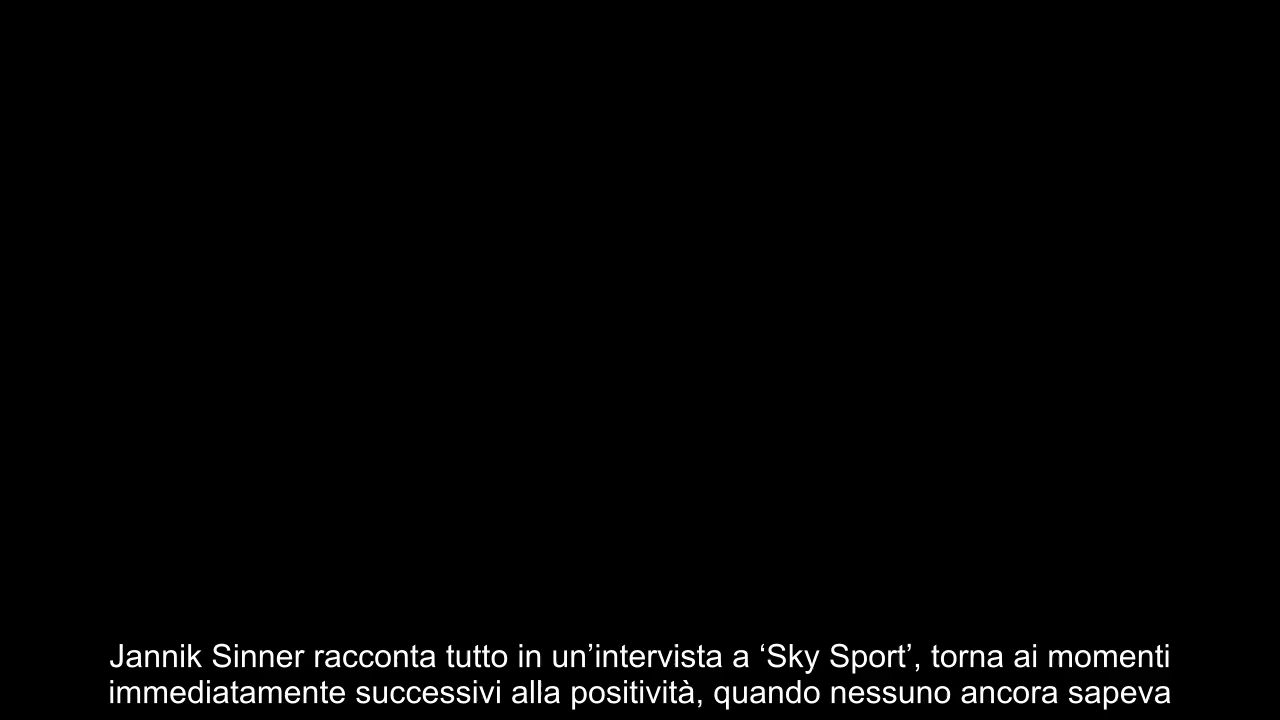 Jannik Sinner racconta tutto in un’intervista a ‘Sky Sport’, torna ai momenti
immediatamente successivi alla positività, quando nessuno ancora sapeva